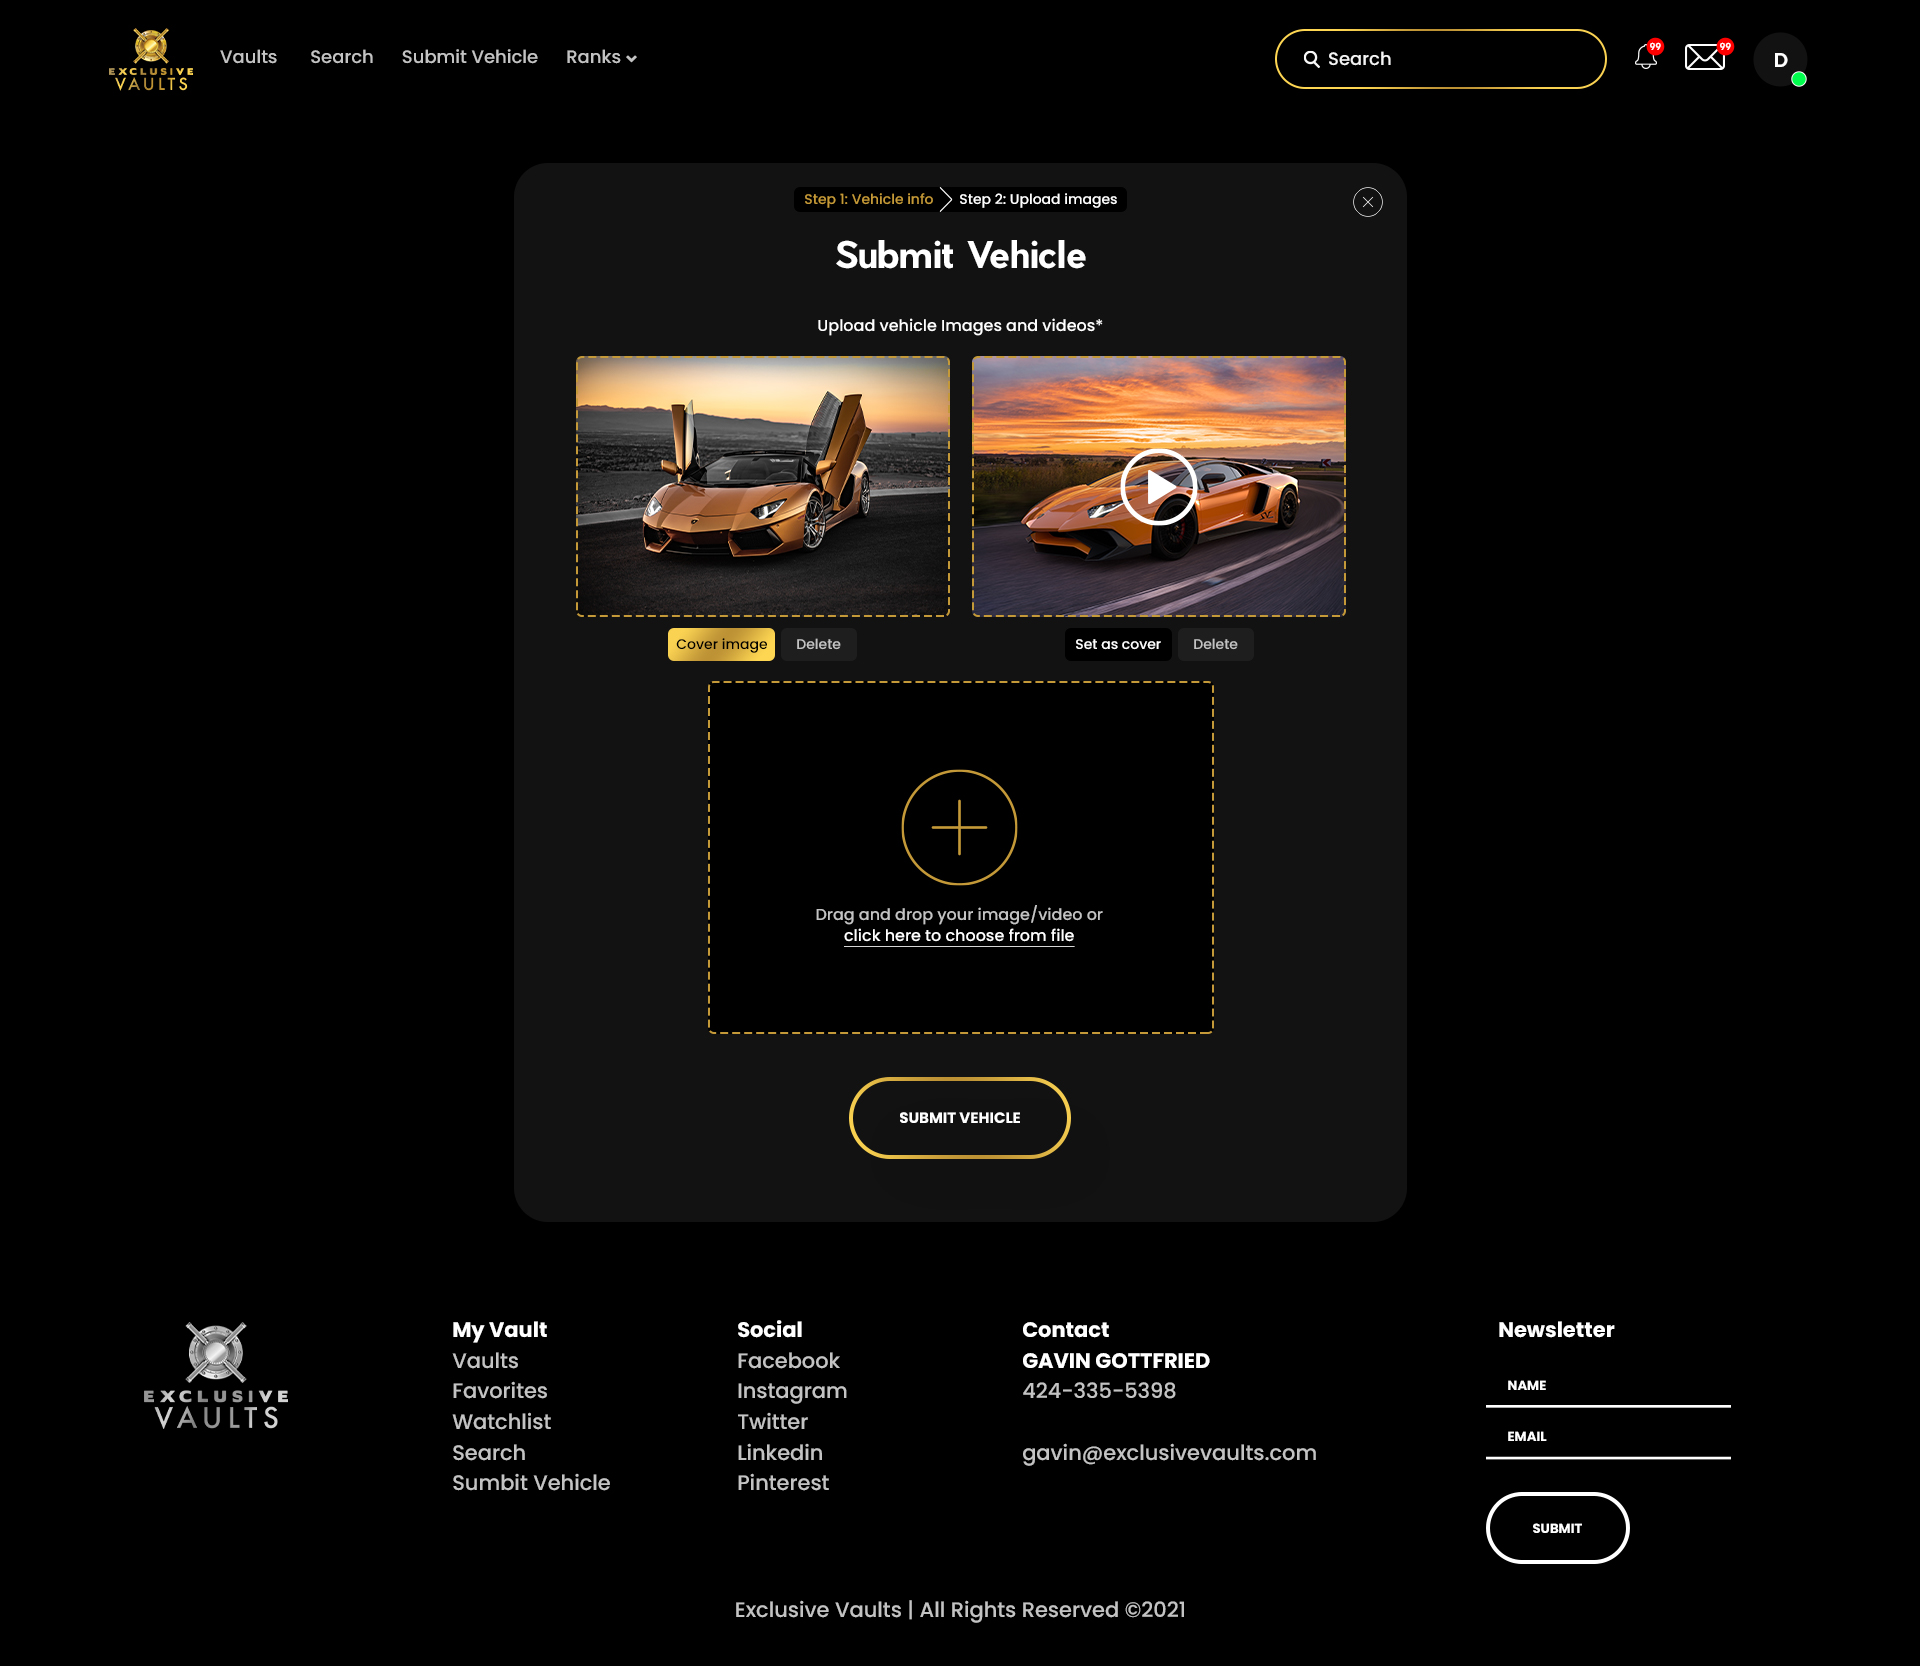 EXCLUSIVE
VAULTS
Vaults
Search
Submit Vehicle
Ranks
Search
99
99
D
Step 1: Vehicle info
Step 2: Upload images
Submit Vehicle
Upload vehicle Images and videos*
SV
Cover image
Delete
Set as cover
Delete
Drag and drop your image/video or
click here to choose from file
SUBMIT VEHICLE
EXCLUSIVE
VAULTS
My Vault
Vaults
Favorites
Watchlist
Search
Sumbit Vehicle
Social
Facebook
Instagram
Twitter
Linkedin
Pinterest
Contact
GAVIN GOTTFRIED
424-335-5398
gavin@exclusivevaults.com
Newsletter
NAME
EMAIL
SUBMIT
Exclusive Vaults | All Rights Reserved ©2021